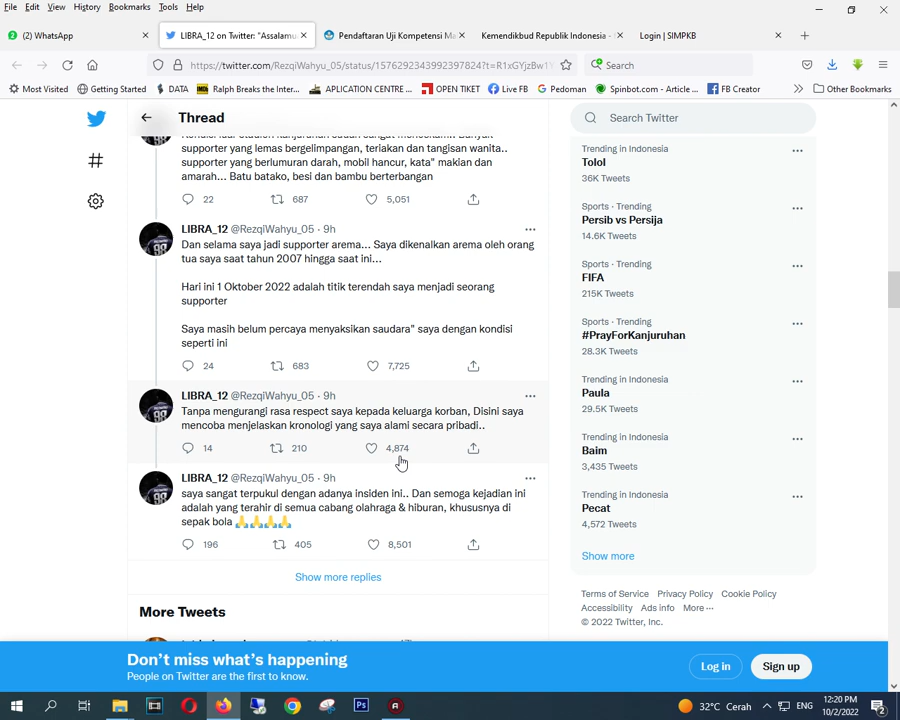 File Edit View History Bookmarks Tools Help
2 (2) WhatsApp
LIBRA_12 on Twitter: "Assalamu
Pendaftaran Uji Kompetensi Ma
Kemendikbud Republik Indonesia -
Login | SIMPKB
https://twitter.com/RezqiWahyu_05/status/1576292343992397824?t=R1xGYjzBw1
Search
Most Visited
Getting Started
DATA
Ralph Breaks the Inter...
APLICATION CENTRE ...
OPEN TIKET
Live FB
Pedoman
Spinbot.com - Article ...
FB Creator
Other Bookmarks
Thread
supporter yang lemas bergelimpangan, teriakan dan tangisan wanita..
supporter yang berlumuran darah, mobil hancur, kata" makian dan
amarah... Batu batako, besi dan bambu berterbangan
22 687 5,051
LIBRA_12 @RezqiWahyu_05 · 9h
Dan selama saya jadi supporter arema... Saya dikenalkan arema oleh orang
tua saya saat tahun 2007 hingga saat ini...
Hari ini 1 Oktober 2022 adalah titik terendah saya menjadi seorang
supporter
Saya masih belum percaya menyaksikan saudara" saya dengan kondisi
seperti ini
24 683 7,725
LIBRA_12 @RezqiWahyu_05 · 9h
Tanpa mengurangi rasa respect saya kepada keluarga korban, Disini saya
mencoba menjelaskan kronologi yang saya alami secara pribadi..
14 210 4,874
LIBRA_12 @RezqiWahyu_05 · 9h
saya sangat terpukul dengan adanya insiden ini.. Dan semoga kejadian ini
adalah yang terahir di semua cabang olahraga & hiburan, khususnya di
sepak bola 🙏🙏🙏🙏
196 405 8,501
Show more replies
More Tweets
Search Twitter
Trending in Indonesia
Tolol
36K Tweets
Sports · Trending
Persib vs Persija
14.6K Tweets
Sports · Trending
FIFA
215K Tweets
Sports · Trending
#PrayForKanjuruhan
28.3K Tweets
Trending in Indonesia
Paula
29.5K Tweets
Trending in Indonesia
Baim
3,435 Tweets
Trending in Indonesia
Pecat
4,572 Tweets
Show more
Terms of Service Privacy Policy Cookie Policy
Accessibility Ads info More ···
© 2022 Twitter, Inc.
Don't miss what's happening
People on Twitter are the first to know.
Log in
Sign up
Ps
32°C Cerah
ENG
12:20 PM
10/2/2022
2